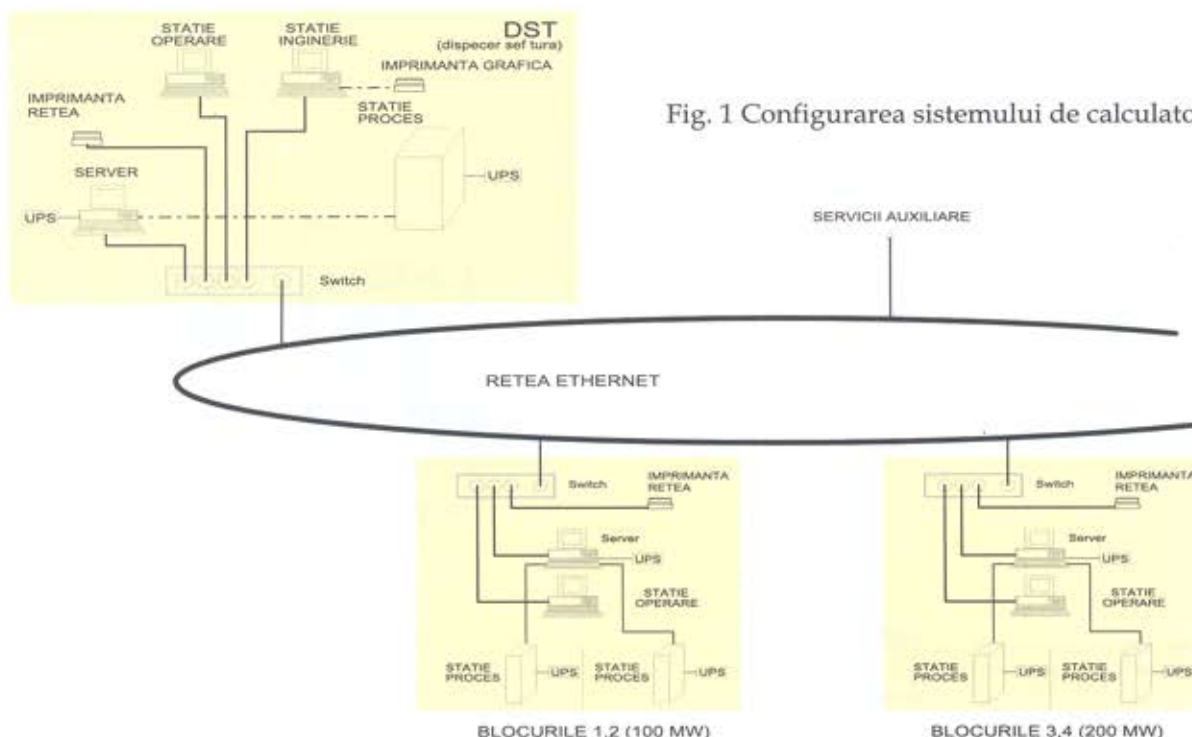 STATIE
OPERARE
STATIE
INGINERIE
DST
(dispecer sef tura)
IMPRIMANTA GRAFICA
IMPRIMANTA
RETEA
STATIE
PROCES
SERVER
UPS
UPS
Switch
Fig. 1 Configurarea sistemului de calculato
SERVICII AUXILIARE
RETEA ETHERNET
Switch
IMPRIMANTA
RETEA
Server
UPS
STATIE
OPERARE
STATIE
PROCES
UPS
STATIE
PROCES
UPS
BLOCURILE 1,2 (100 MW)
Switch
IMPRIMANTA
RETEA
Server
UPS
STATIE
OPERARE
STATIE
PROCES
UPS
STATIE
PROCES
UPS
BLOCURILE 3,4 (200 MW)